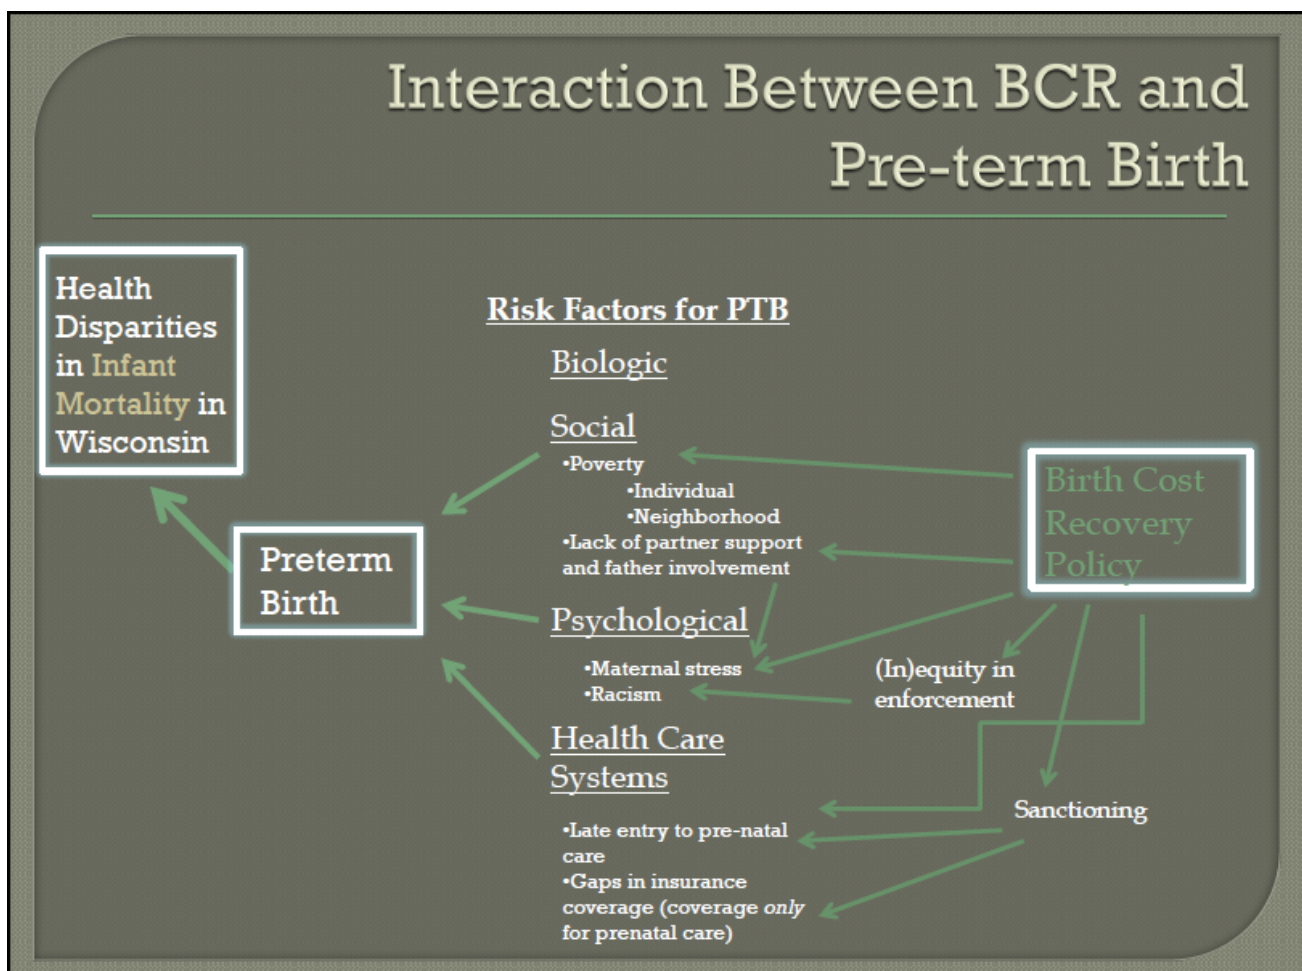 Interaction Between BCR and
Pre-term Birth
Health
Disparities
in Infant
Mortality in
Wisconsin
Preterm
Birth
Risk Factors for PTB
Biologic
Social
•Poverty
•Individual
•Neighborhood
•Lack of partner support
and father involvement
Psychological
•Maternal stress
•Racism
Health Care
Systems
•Late entry to pre-natal
care
•Gaps in insurance
coverage (coverage only
for prenatal care)
Birth Cost
Recovery
Policy
(In)equity in
enforcement
Sanctioning